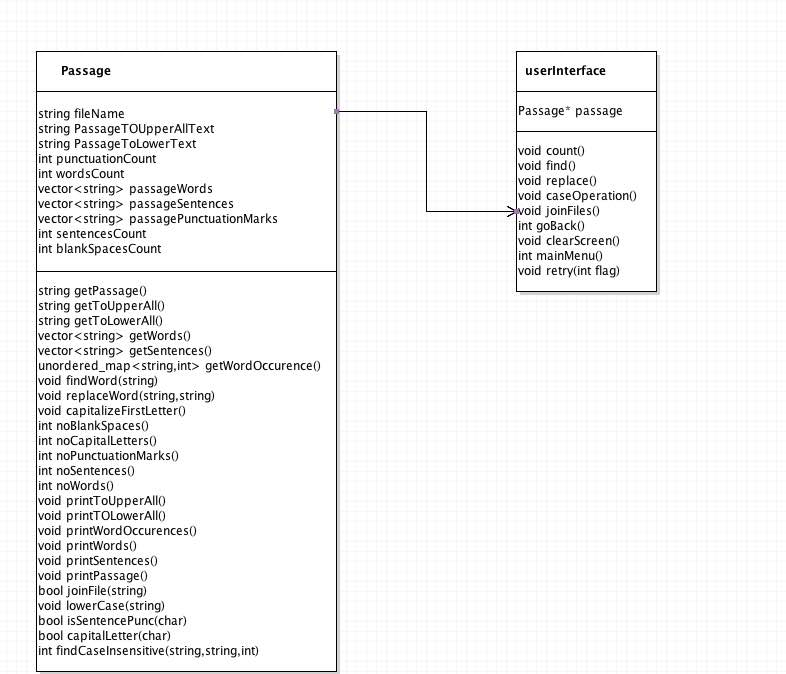 Passage
string fileName
string PassageTOUpperAllText
string PassageToLowerText
int punctuationCount
int wordsCount
vector<string> passageWords
vector<string> passageSentences
vector<string> passagePunctuationMarks
int sentencesCount
int blankSpacesCount
string getPassage()
string getToUpperAll()
string getToLowerAll()
vector<string> getWords()
vector<string> getSentences()
unordered_map<string,int> getWordOccurence()
void findWord(string)
void replaceWord(string,string)
void capitalizeFirstLetter()
int noBlankSpaces()
int noCapitalLetters()
int noPunctuationMarks()
int noSentences()
int noWords()
void printToUpperAll()
void printTOLowerAll()
void printWordOccurences()
void printWords()
void printSentences()
void printPassage()
bool joinFile(string)
void lowerCase(string)
bool isSentencePunc(char)
bool capitalLetter(char)
int findCaseInsensitive(string,string,int)
userInterface
Passage* passage
void count()
void find()
void replace()
void caseOperation()
void joinFiles()
int goBack()
void clearScreen()
int mainMenu()
void retry(int flag)